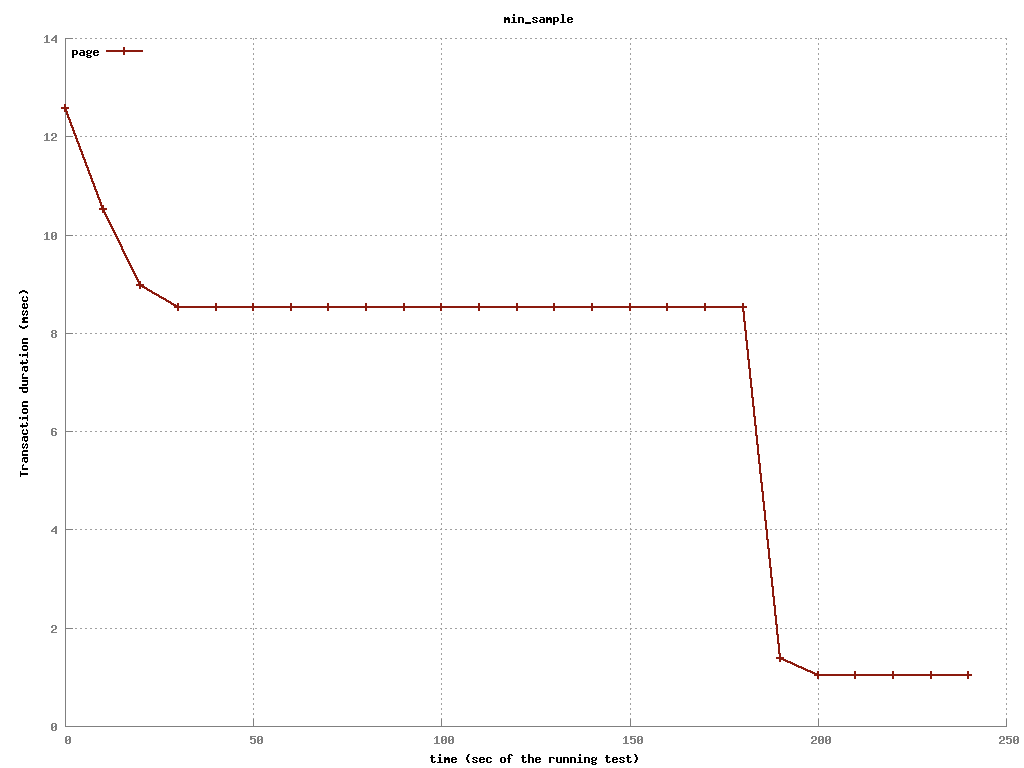 min_sample
14
page
12
10
8
6
4
2
0
Transaction duration (msec)
0 50 100 150 200 250
time (sec of the running test)